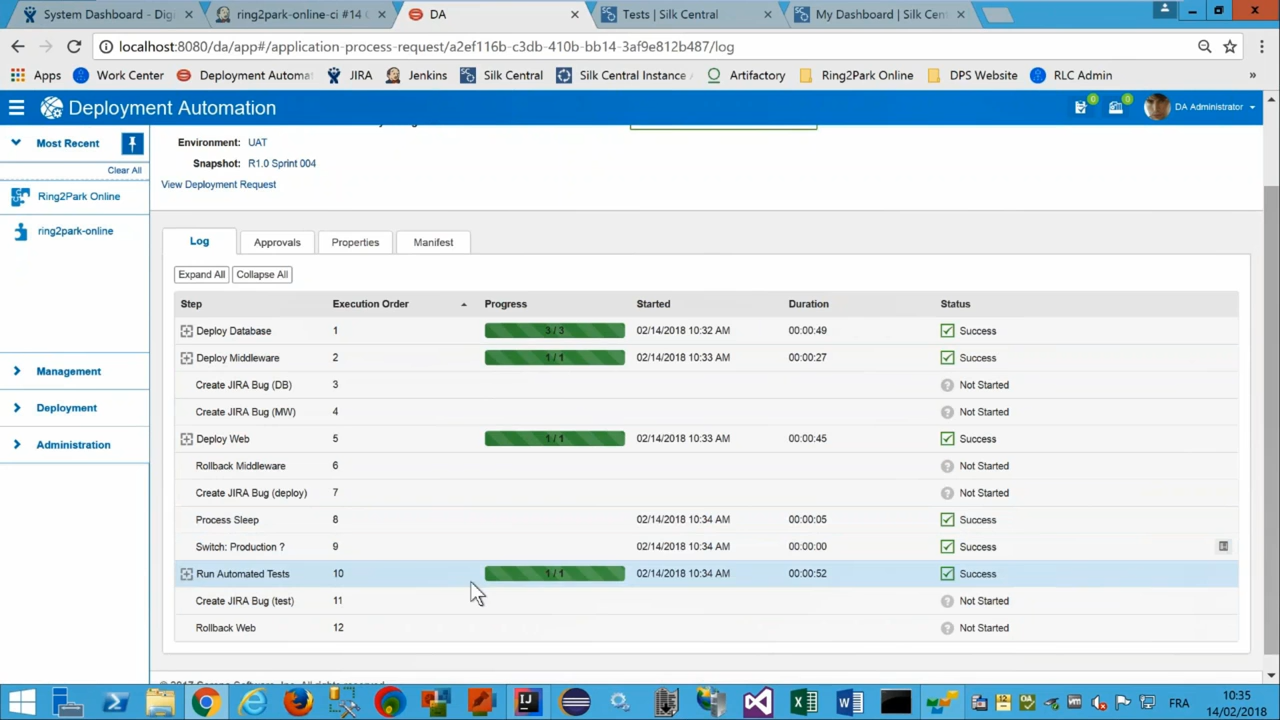 System Dashboard - Digi
ring2park-online-ci #14
DA
Tests | Silk Central
My Dashboard | Silk Cen
localhost:8080/da/app#/application-process-request/a2ef116b-c3db-410b-bb14-3af9e812b487/log
Apps Work Center Deployment Automat JIRA Jenkins Silk Central Silk Central Instance Artifactory Ring2Park Online DPS Website RLC Admin »
Deployment Automation 0 0 DA Administrator
Most Recent
Clear All
Ring2Park Online
ring2park-online
Management
Deployment
Administration
Environment: UAT
Snapshot: R1.0 Sprint 004
View Deployment Request
Log Approvals Properties Manifest
Expand All Collapse All
Step Execution Order Progress Started Duration Status
Deploy Database 1 3 / 3 02/14/2018 10:32 AM 00:00:49 Success
Deploy Middleware 2 1 / 1 02/14/2018 10:33 AM 00:00:27 Success
Create JIRA Bug (DB) 3 Not Started
Create JIRA Bug (MW) 4 Not Started
Deploy Web 5 1 / 1 02/14/2018 10:33 AM 00:00:45 Success
Rollback Middleware 6 Not Started
Create JIRA Bug (deploy) 7 Not Started
Process Sleep 8 02/14/2018 10:34 AM 00:00:05 Success
Switch: Production ? 9 02/14/2018 10:34 AM 00:00:00 Success
Run Automated Tests 10 1 / 1 02/14/2018 10:34 AM 00:00:52 Success
Create JIRA Bug (test) 11 Not Started
Rollback Web 12 Not Started
FRA
10:35
14/02/2018